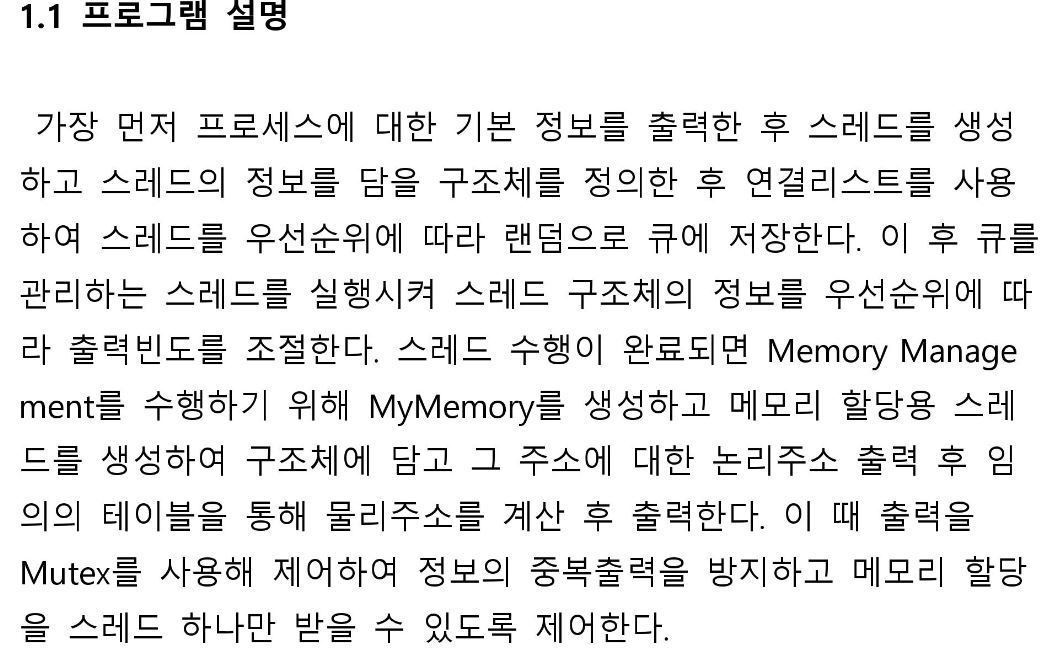 1.1 프로그램 설명
가장 먼저 프로세스에 대한 기본 정보를 출력한 후 스레드를 생성
하고 스레드의 정보를 담을 구조체를 정의한 후 연결리스트를 사용
하여 스레드를 우선순위에 따라 랜덤으로 큐에 저장한다. 이 후 큐를
관리하는 스레드를 실행시켜 스레드 구조체의 정보를 우선순위에 따
라 출력빈도를 조절한다. 스레드 수행이 완료되면 Memory Manage
ment를 수행하기 위해 MyMemory를 생성하고 메모리 할당용 스레
드를 생성하여 구조체에 담고 그 주소에 대한 논리주소 출력 후 임
의의 테이블을 통해 물리주소를 계산 후 출력한다. 이 때 출력을
Mutex를 사용해 제어하여 정보의 중복출력을 방지하고 메모리 할당
을 스레드 하나만 받을 수 있도록 제어한다.